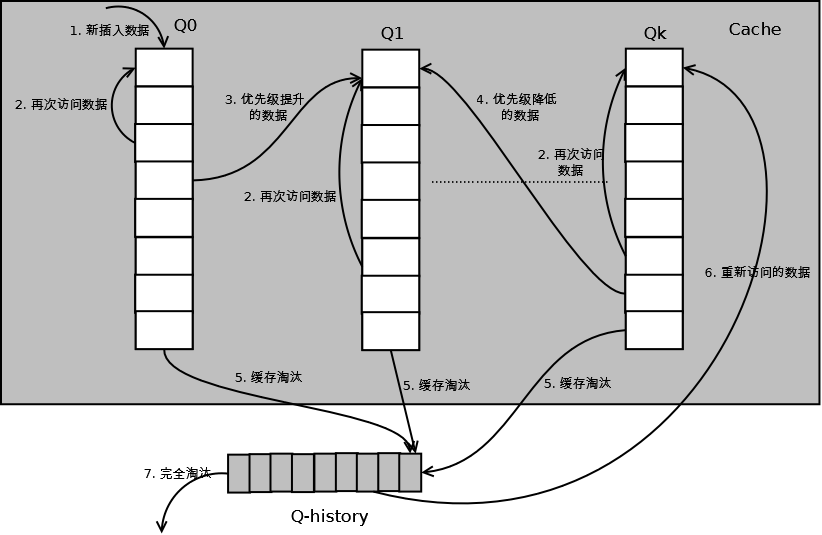 1. 新插入数据
Q0
Q1
Qk
Cache
2. 再次访问数据
3. 优先级提升
的数据
4. 优先级降低
的数据
2. 再次访问
数据
2. 再次访问数据
6. 重新访问的数据
5. 缓存淘汰
5. 缓存淘汰
5. 缓存淘汰
7. 完全淘汰
Q-history